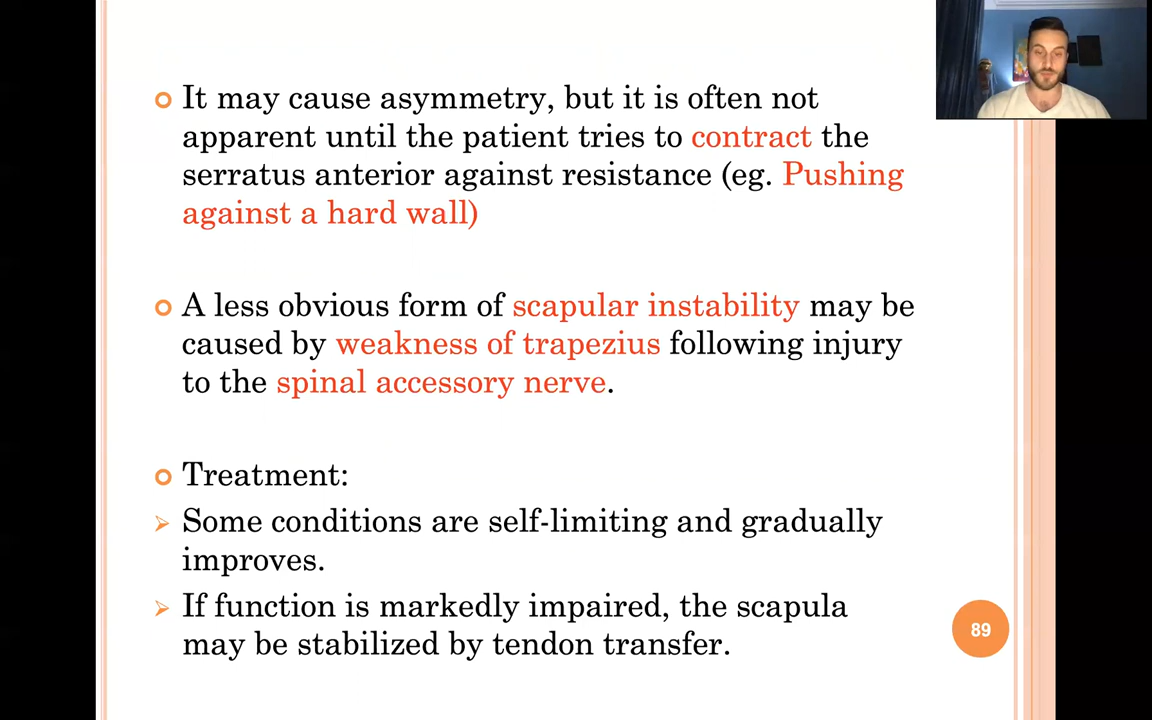 It may cause asymmetry, but it is often not
apparent until the patient tries to contract the
serratus anterior against resistance (eg. Pushing
against a hard wall)
A less obvious form of scapular instability may be
caused by weakness of trapezius following injury
to the spinal accessory nerve.
Treatment:
Some conditions are self-limiting and gradually
improves.
If function is markedly impaired, the scapula
may be stabilized by tendon transfer.
89